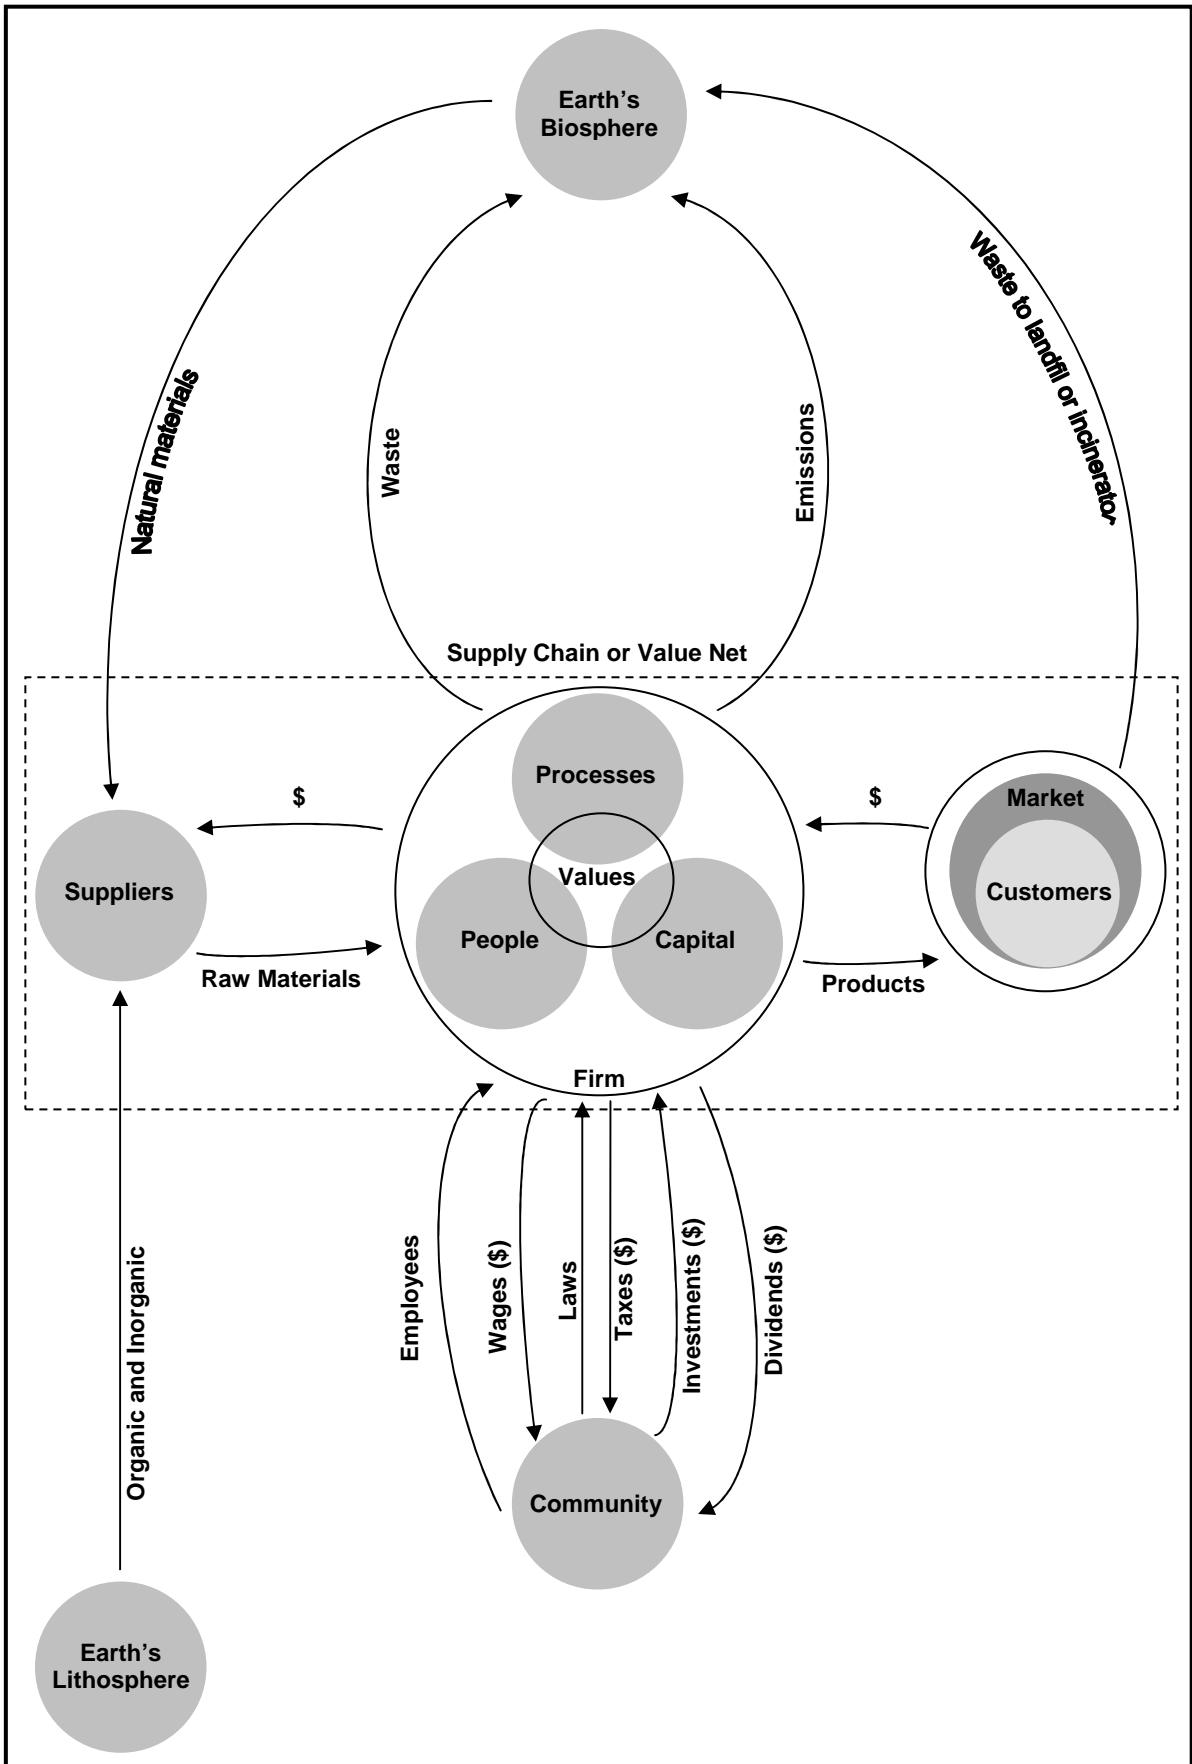 Earth's
Biosphere
Natural materials
Waste
Emissions
Waste to landfil or incinerator
Supply Chain or Value Net
Processes
$
$
Market
Suppliers
Values
Customers
People
Capital
Raw Materials
Products
Firm
Employees
Wages ($)
Laws
Taxes ($)
Investments ($)
Dividends ($)
Organic and Inorganic
Community
Earth's
Lithosphere